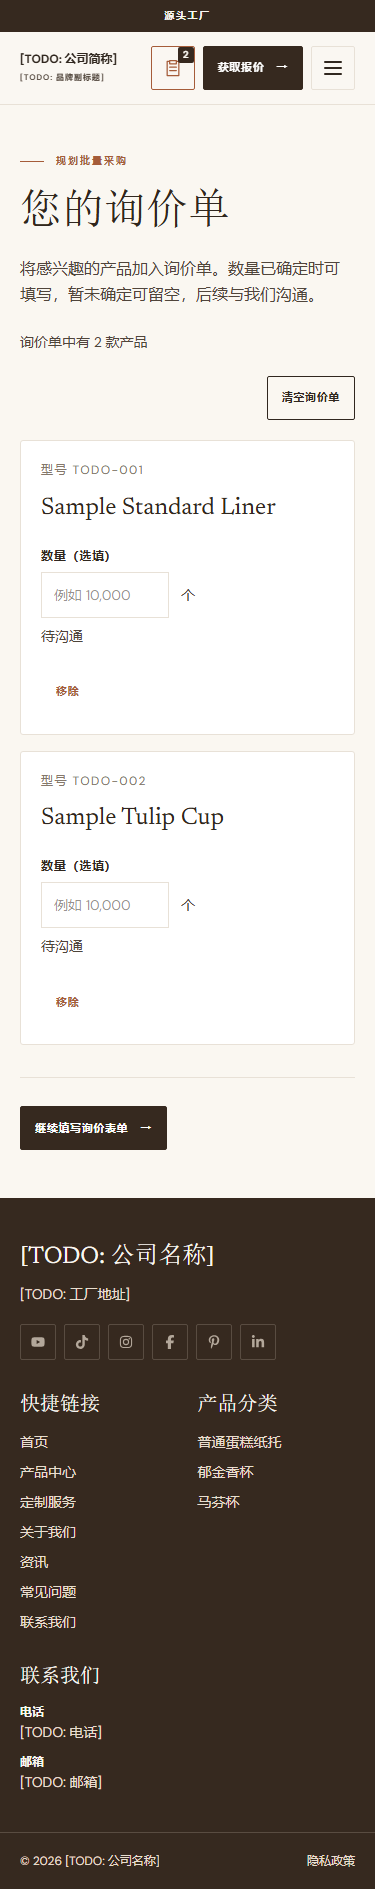 源头工厂
[TODO: 公司简称]
[TODO: 品牌副标题]
2
获取报价 →
规划批量采购
您的询价单
将感兴趣的产品加入询价单。数量已确定时可
填写，暂未确定可留空，后续与我们沟通。
询价单中有 2 款产品
清空询价单
型号 TODO-001
Sample Standard Liner
数量（选填）
例如 10,000 个
待沟通
移除
型号 TODO-002
Sample Tulip Cup
数量（选填）
例如 10,000 个
待沟通
移除
继续填写询价表单 →
[TODO: 公司名称]
[TODO: 工厂地址]
快捷链接
首页
产品中心
定制服务
关于我们
资讯
常见问题
联系我们
产品分类
普通蛋糕纸托
郁金香杯
马芬杯
联系我们
电话
[TODO: 电话]
邮箱
[TODO: 邮箱]
© 2026 [TODO: 公司名称]
隐私政策